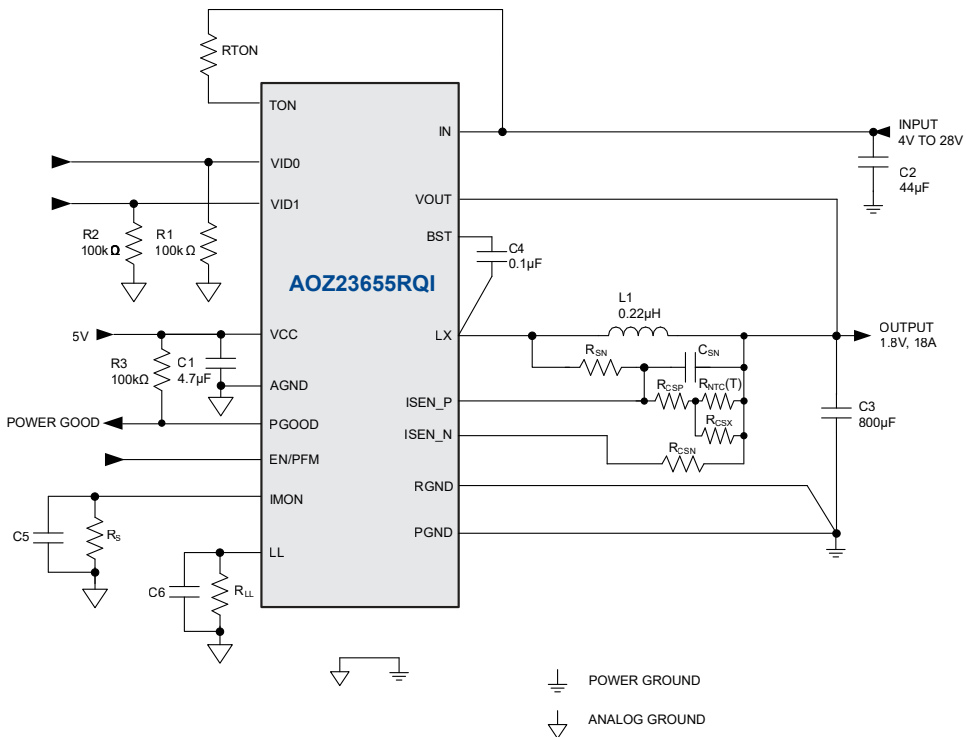 RTON
TON
IN
INPUT
4V TO 28V
VID0
C2
44µF
VID1
VOUT
R2
100kΩ
R1
100kΩ
BST
C4
0.1µF
AOZ23655RQI
L1
0.22µH
5V
VCC
LX
OUTPUT
1.8V, 18A
R3
100kΩ
C1
4.7µF
RSN
CSN
AGND
ISEN_P
RCSP
RNTC(T)
C3
800µF
POWER GOOD
PGOOD
ISEN_N
RCSX
RCSN
EN/PFM
RGND
IMON
C5
RS
PGND
LL
C6
RLL
POWER GROUND
ANALOG GROUND